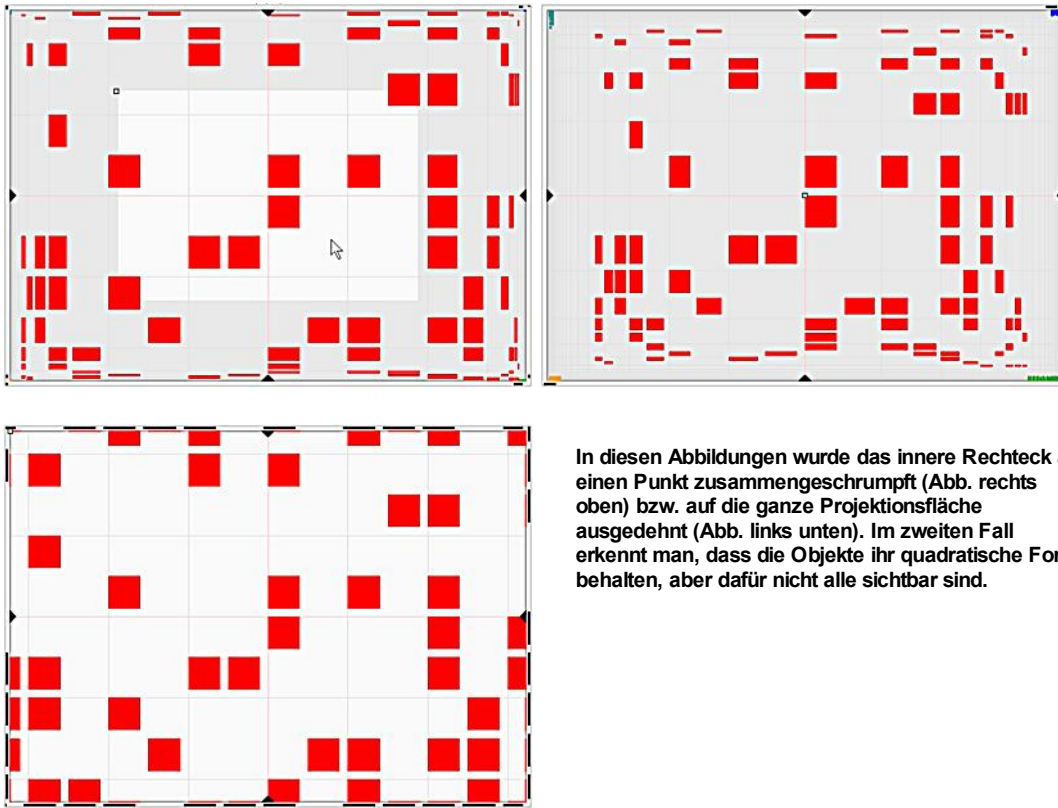 In diesen Abbildungen wurde das innere Rechteck
einen Punkt zusammengeschrumpft (Abb. rechts
oben) bzw. auf die ganze Projektionsfläche
ausgedehnt (Abb. links unten). Im zweiten Fall
erkennt man, dass die Objekte ihr quadratische
behalten, aber dafür nicht alle sichtbar sind.